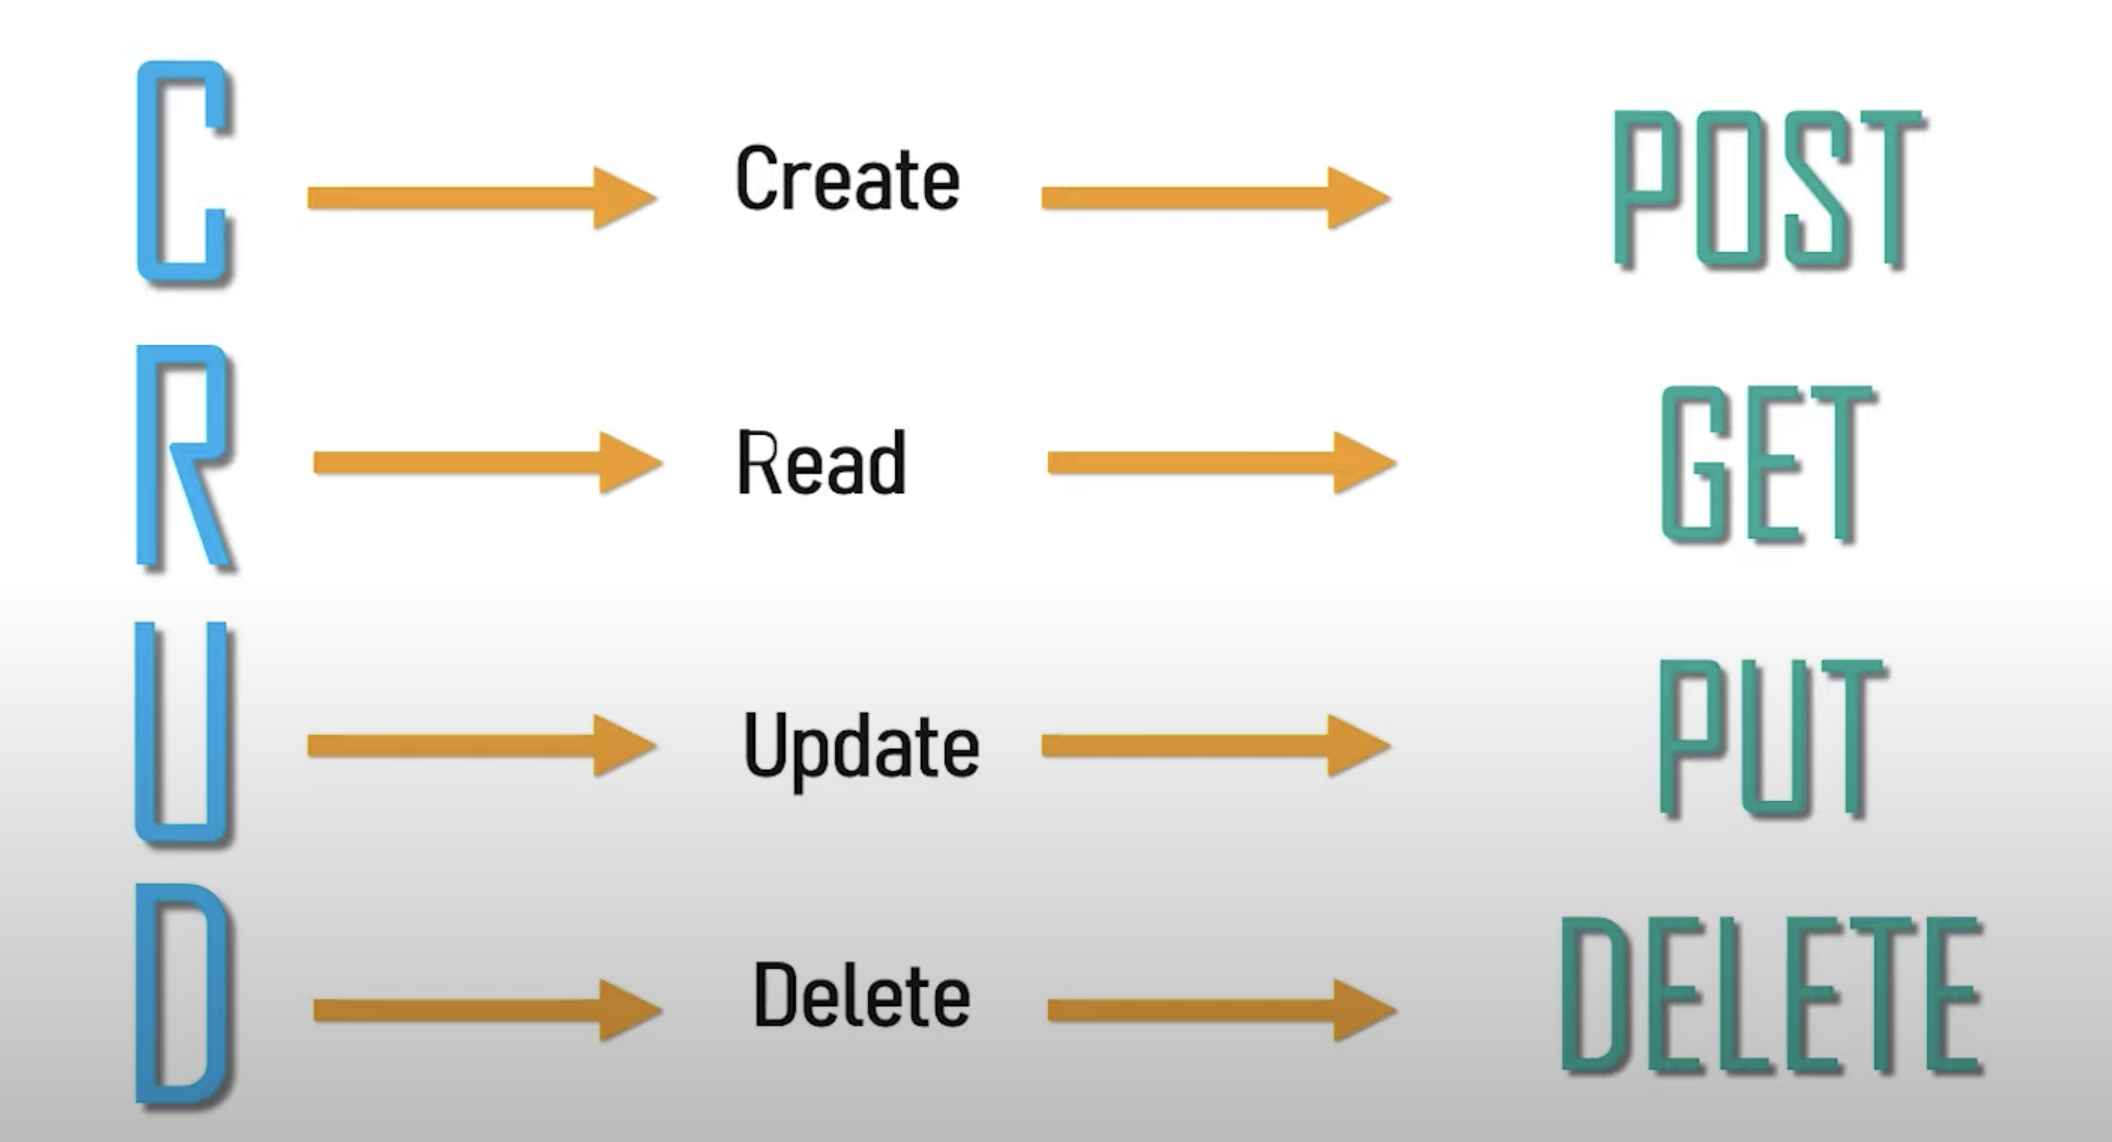 C Create POST
R Read GET
U Update PUT
D Delete DELETE